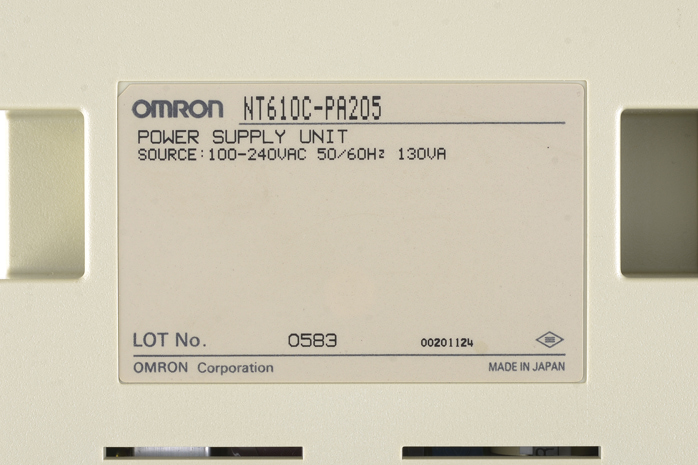 OMRON NT610C-PA205
POWER SUPPLY UNIT
SOURCE:100-240VAC 50/60Hz 130VA
LOT No. 0583 00201124
OMRON Corporation MADE IN JAPAN